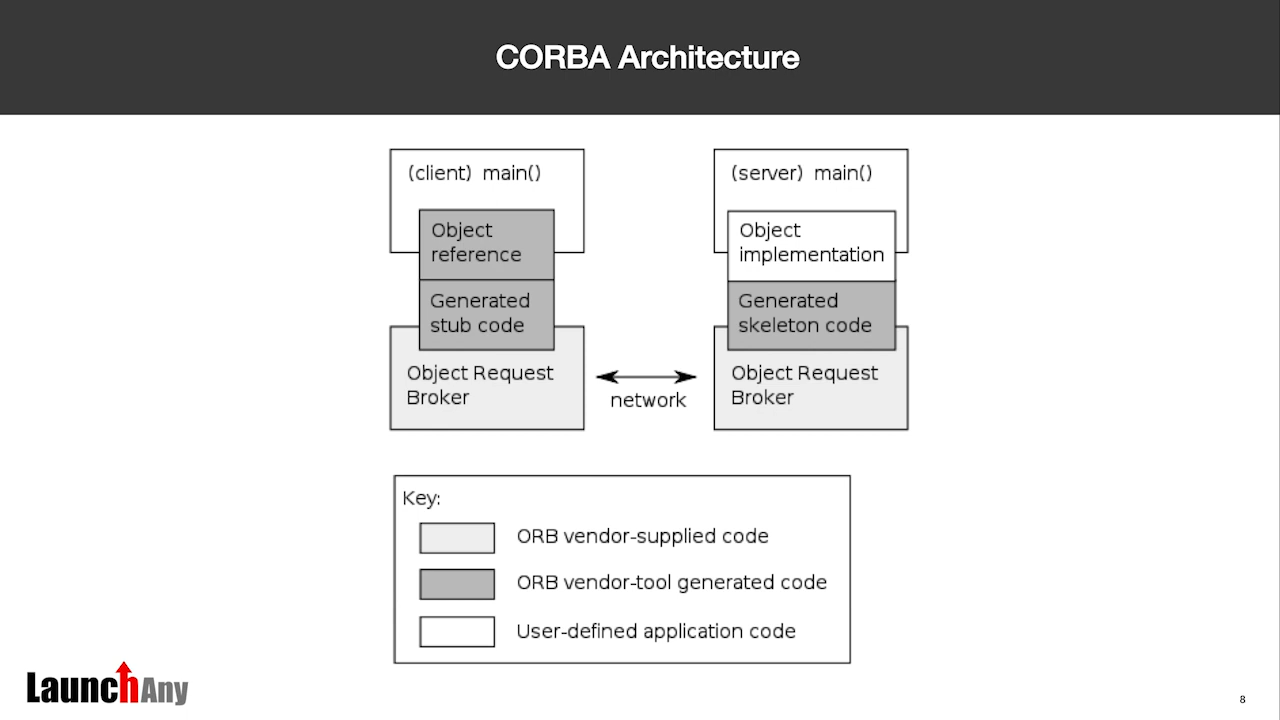 CORBA Architecture
(client) main()
Object
reference
Generated
stub code
Object Request
Broker
network
(server) main()
Object
implementation
Generated
skeleton code
Object Request
Broker
Key:
ORB vendor-supplied code
ORB vendor-tool generated code
User-defined application code
LaunchAny
8